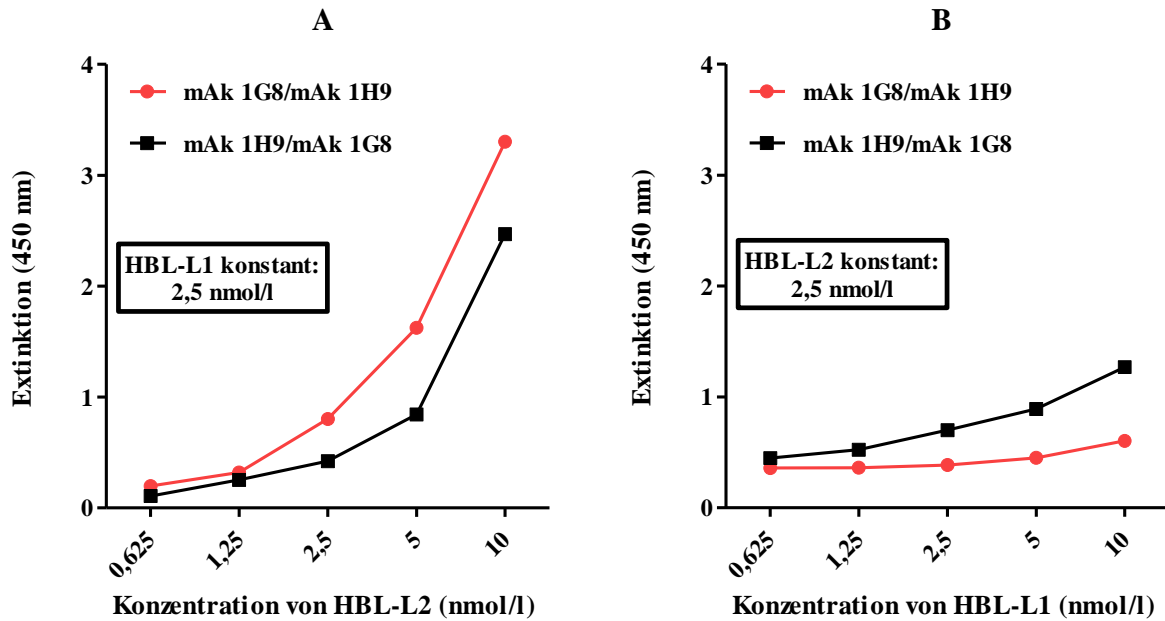 A
4
3
2
1
0
Extinktion (450 nm)
mAk 1G8/mAk 1H9
mAk 1H9/mAk 1G8
HBL-L1 konstant:
2,5 nmol/l
0,625
1,25
2,5
5
10
Konzentration von HBL-L2 (nmol/l)
B
4
3
2
1
0
Extinktion (450 nm)
mAk 1G8/mAk 1H9
mAk 1H9/mAk 1G8
HBL-L2 konstant:
2,5 nmol/l
0,625
1,25
2,5
5
10
Konzentration von HBL-L1 (nmol/l)